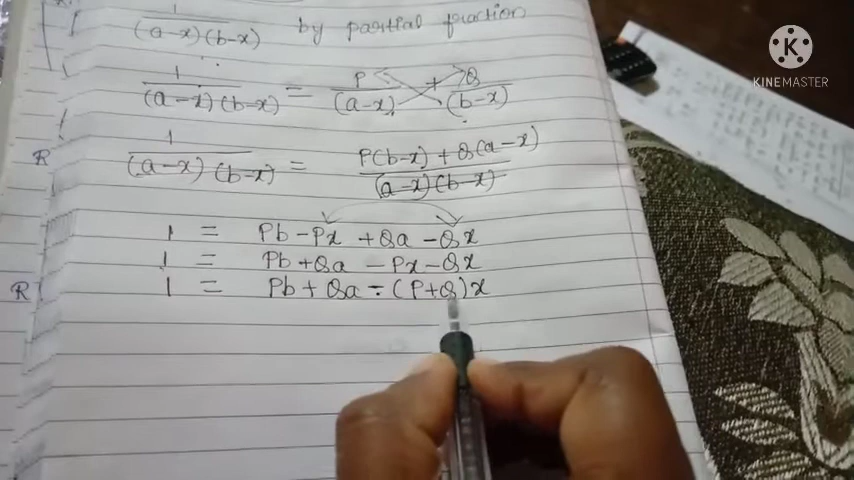 1/(a-x)(b-x) by partial fraction
1/(a-x)(b-x) = P/(a-x) + Q/(b-x)
R 1/(a-x)(b-x) = P(b-x) + Q(a-x)/(a-x)(b-x)
1 = Pb - Px + Qa - Qx
1 = Pb + Qa - Px - Qx
R 1 = Pb + Qa - (P+Q)x
K
KINEMASTER